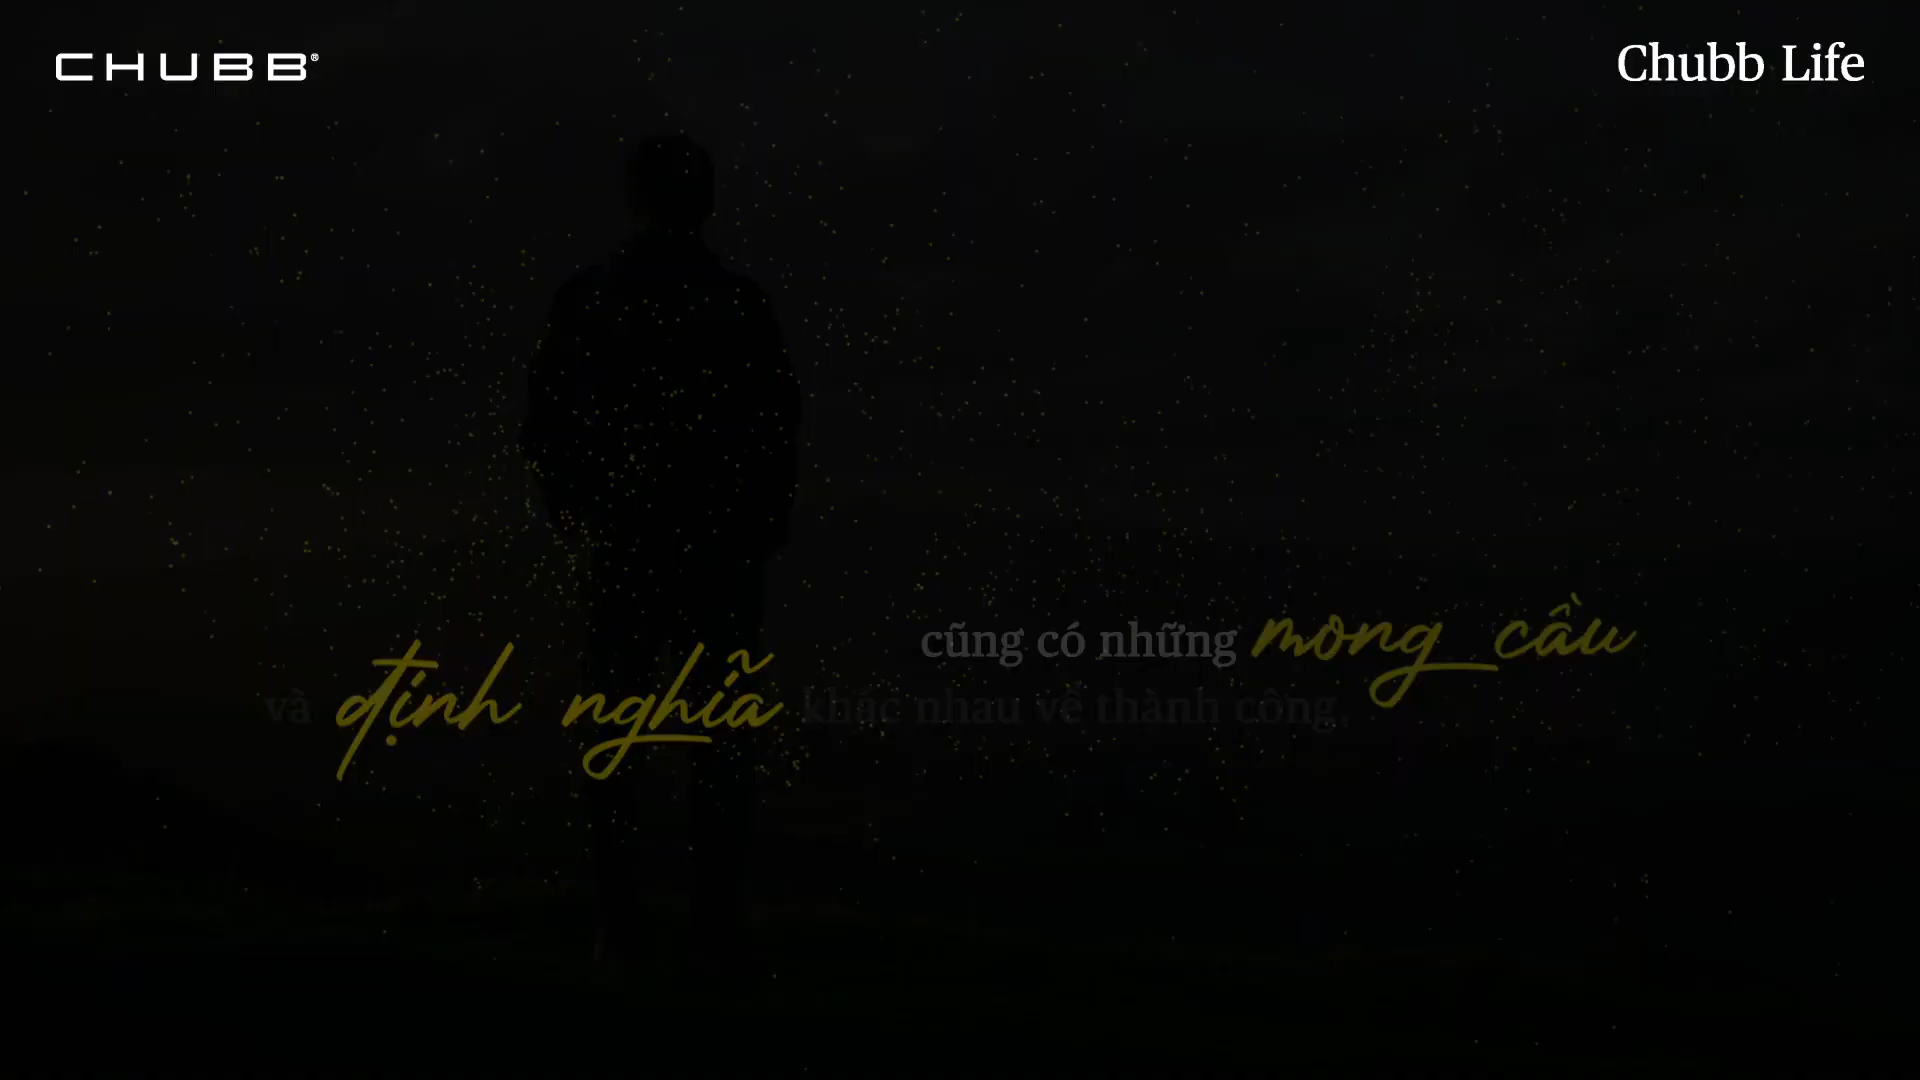 CHUBB®
Chubb Life
cũng có những mong cầu
và định nghĩa khác nhau về thành công.